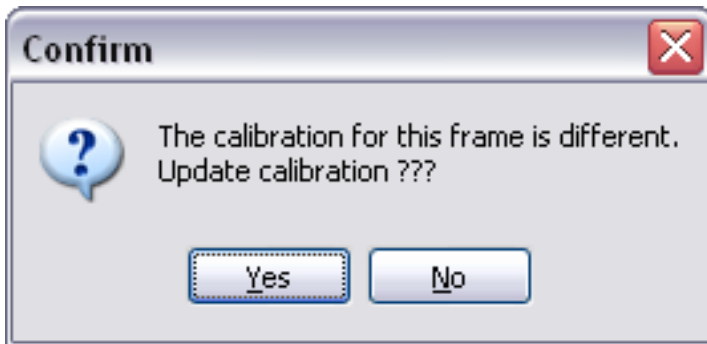 Confirm
The calibration for this frame is different.
Update calibration ???
Yes
No